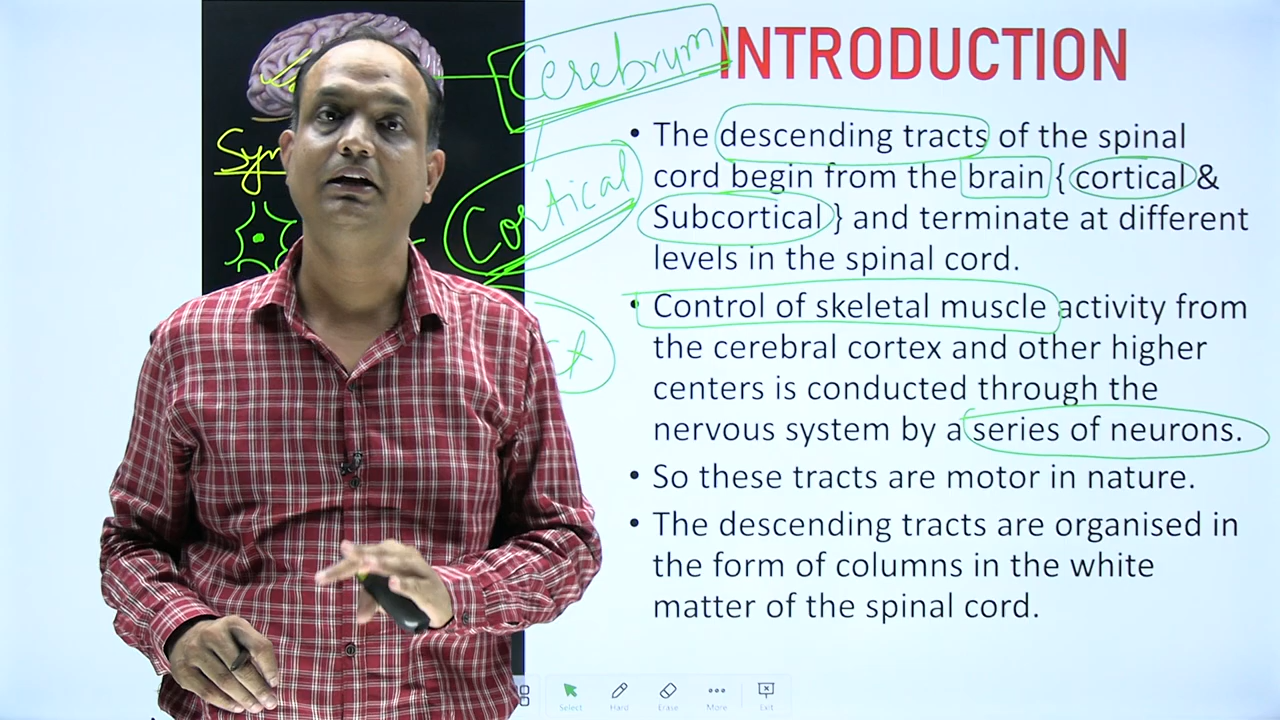 INTRODUCTION
Cerebrum
• The descending tracts of the spinal
cord begin from the brain { cortical &
Subcortical } and terminate at different
levels in the spinal cord.
Cortical
• Control of skeletal muscle activity from
the cerebral cortex and other higher
centers is conducted through the
nervous system by a series of neurons.
• So these tracts are motor in nature.
• The descending tracts are organised in
the form of columns in the white
matter of the spinal cord.
Select Hard Erase More Exit